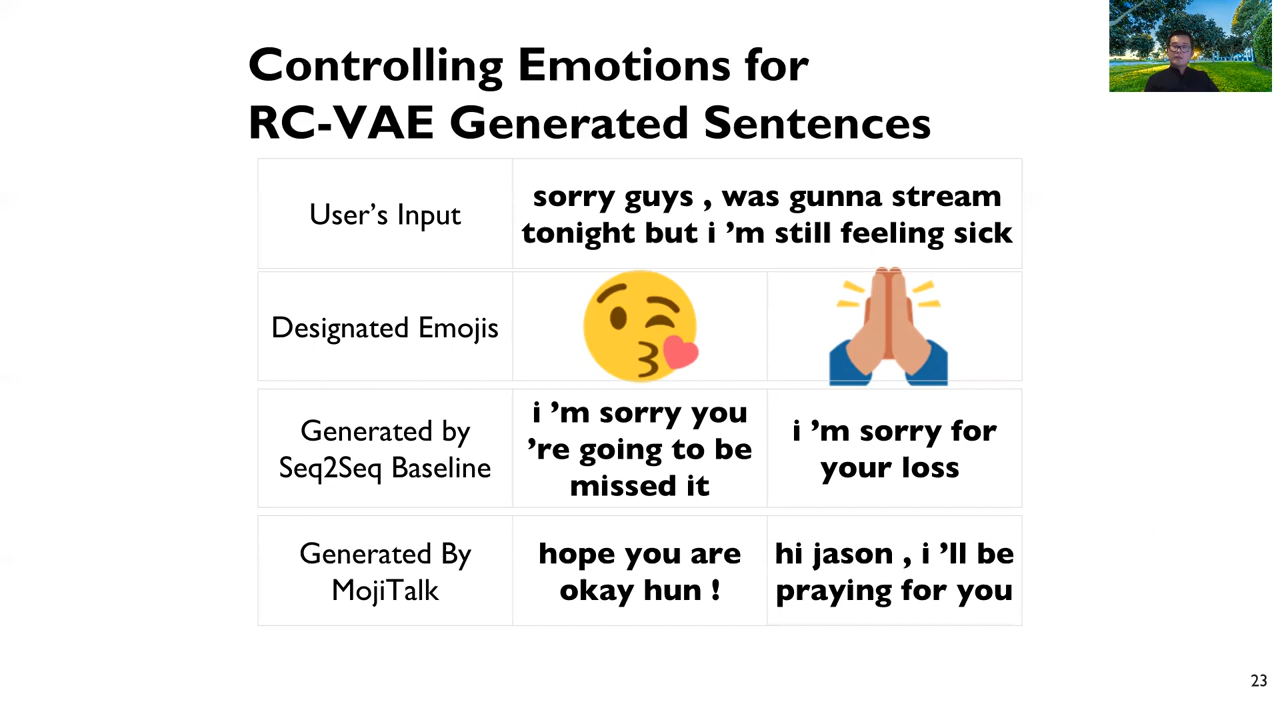 Controlling Emotions for
RC-VAE Generated Sentences
User’s Input
sorry guys , was gunna stream
tonight but i ’m still feeling sick
Designated Emojis
Generated by
Seq2Seq Baseline
i ’m sorry you
’re going to be
missed it
i ’m sorry for
your loss
Generated By
MojiTalk
hope you are
okay hun !
hi jason , i ’ll be
praying for you
23